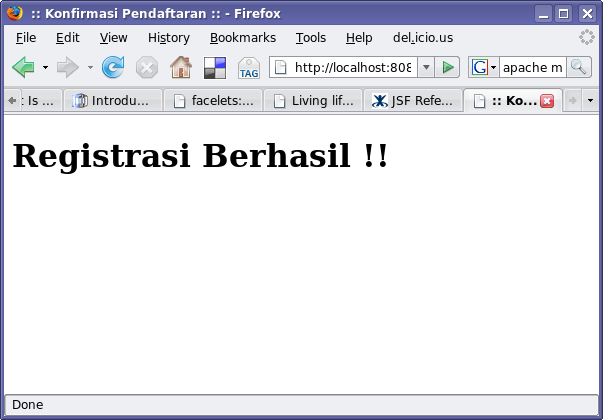 :: Konfirmasi Pendaftaran :: - Firefox
File Edit View History Bookmarks Tools Help del.icio.us
TAG http://localhost:808 G apache m
: Is ... Introdu... facelets:... Living lif... JSF Refe... :: Ko...
Registrasi Berhasil !!
Done